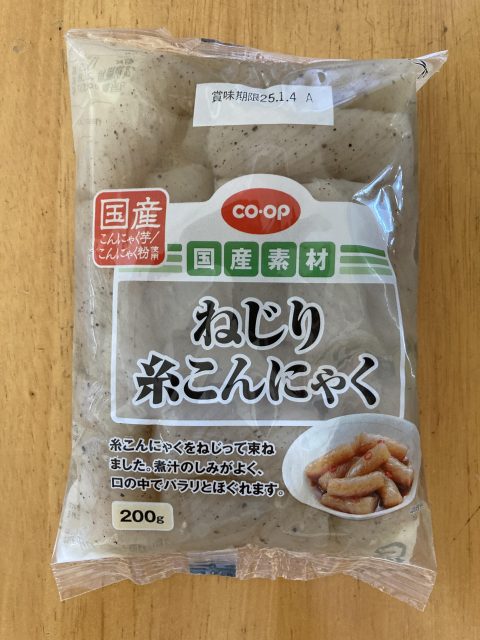 賞味期限25.1.4 A
CO・OP
国産
こんにゃく芋/
こんにゃく粉使用
国産素材
ねじり
糸こんにゃく
糸こんにゃくをねじって束ね
ました。煮汁のしみがよく、
口の中でパラリとほぐれます。
200g